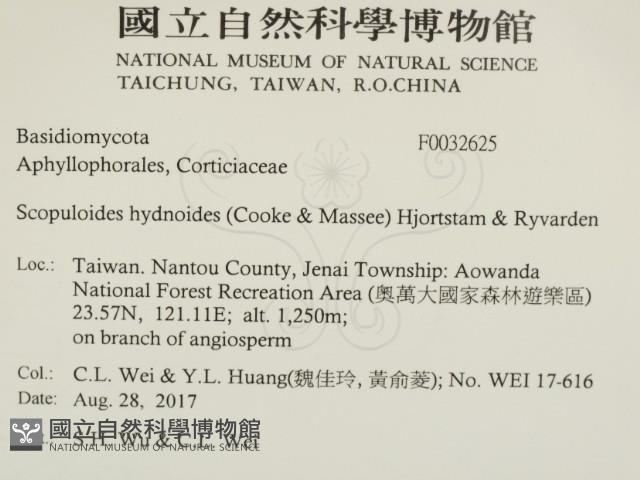 國立自然科學博物館
NATIONAL MUSEUM OF NATURAL SCIENCE
TAICHUNG, TAIWAN, R.O.CHINA
Basidiomycota F0032625
Aphyllophorales, Corticiaceae
Scopuloides hydnoides (Cooke & Massee) Hjortstam & Ryvarden
Loc.: Taiwan. Nantou County, Jenai Township: Aowanda
National Forest Recreation Area (奧萬大國家森林遊樂區)
23.57N, 121.11E; alt. 1,250m;
on branch of angiosperm
Col.: C.L. Wei & Y.L. Huang(魏佳玲, 黃俞菱); No. WEI 17-616
Date: Aug. 28, 2017
S.H. Wu & C.L. Wei
國立自然科學博物館
NATIONAL MUSEUM OF NATURAL SCIENCE